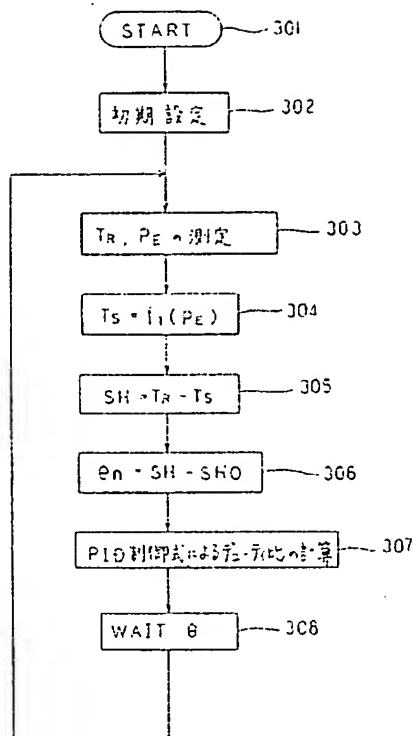 START 301
初期設定 302
TR, PEの測定 303
Ts = f1(PE) 304
SH = TR - Ts 305
en = SH - SHO 306
PID制御式によるデューティ比の計算 307
WAIT θ 308